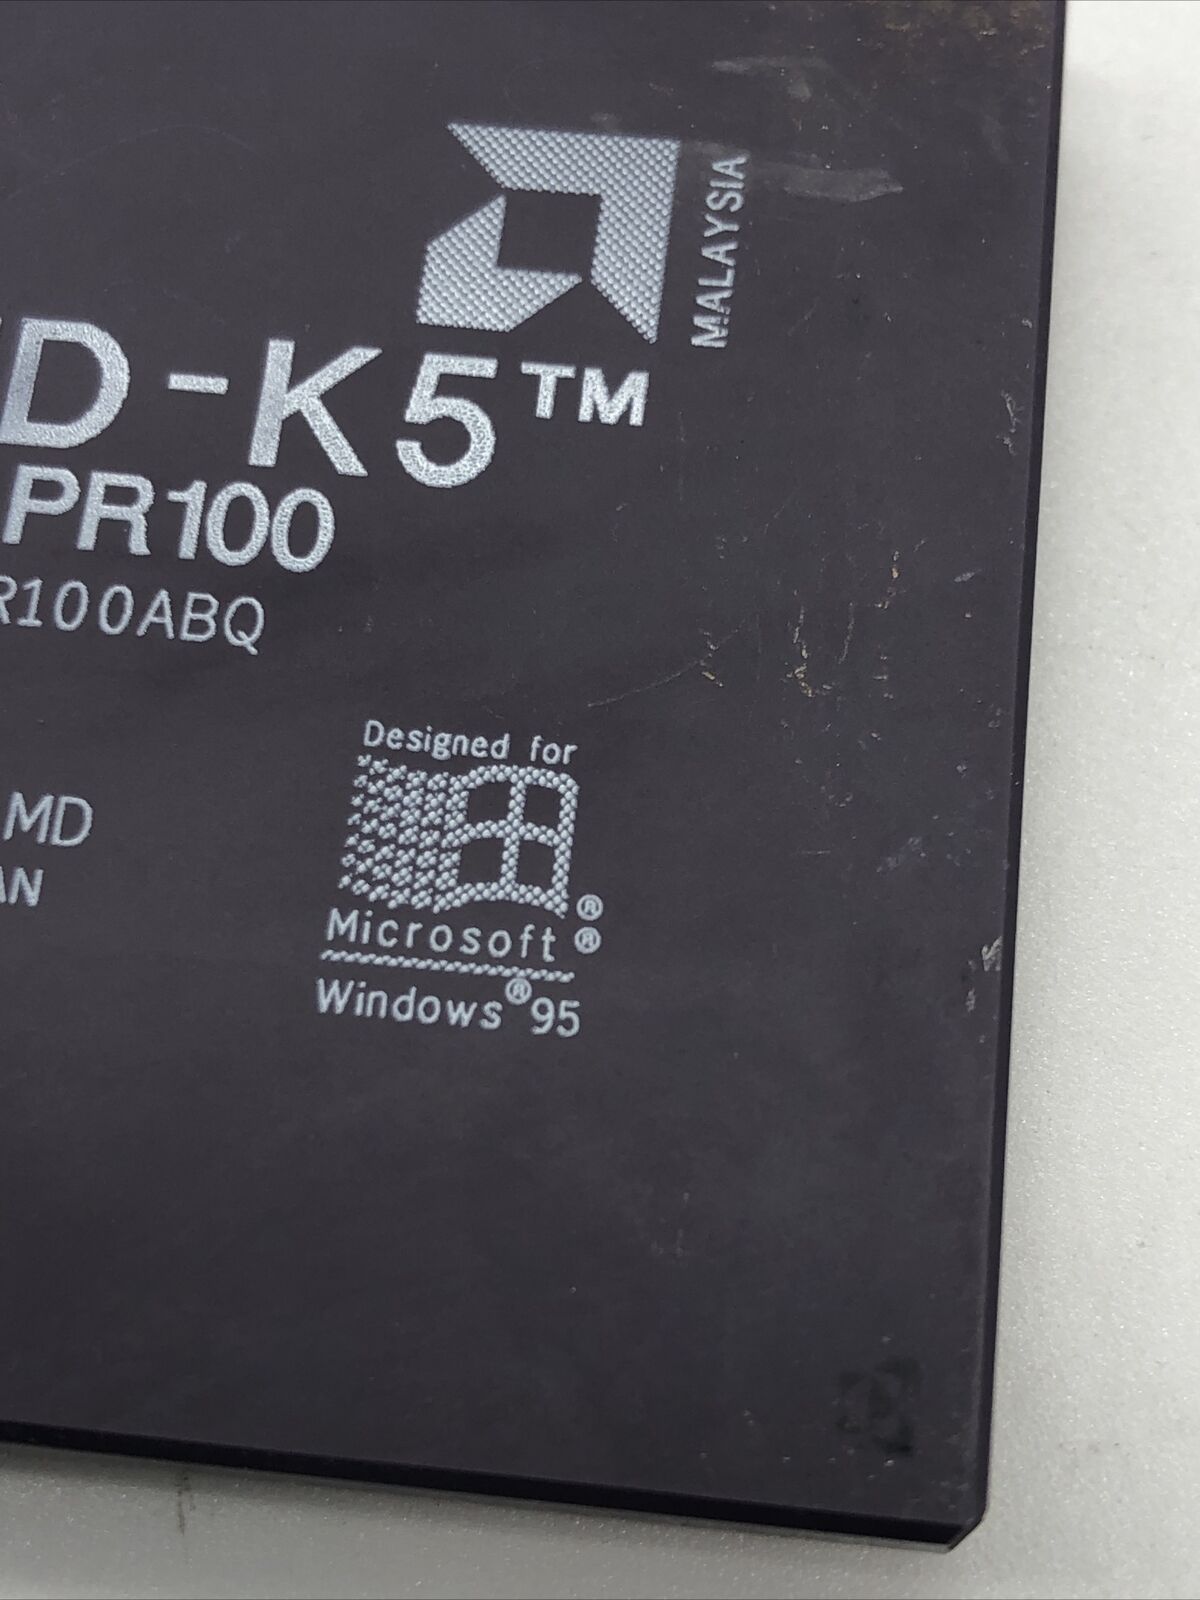 MALAYSIA
D-K5™
PR100
R100ABQ
Designed for
MD
AN
®
Microsoft ®
Windows®95